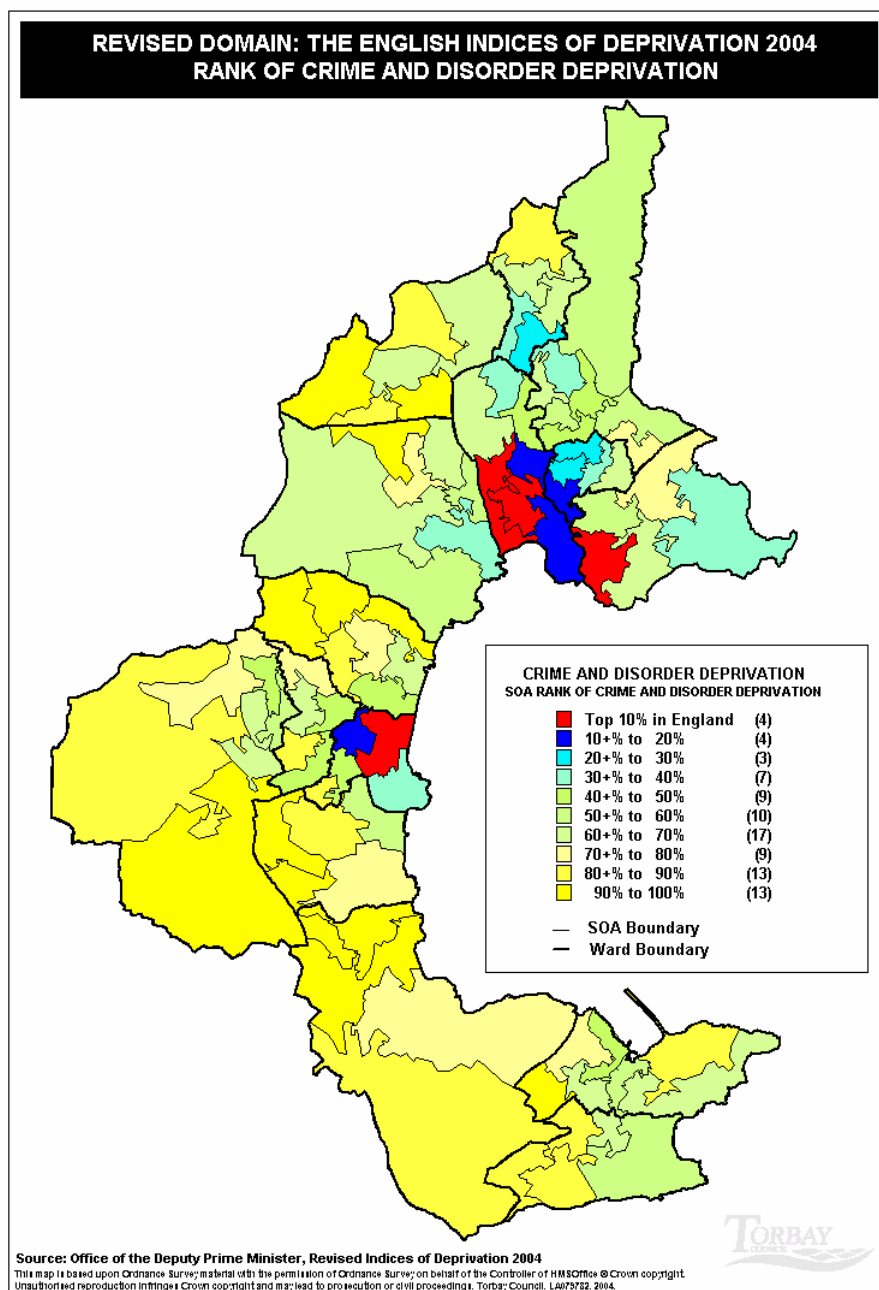 REVISED DOMAIN: THE ENGLISH INDICES OF DEPRIVATION 2004
RANK OF CRIME AND DISORDER DEPRIVATION
CRIME AND DISORDER DEPRIVATION
SOA RANK OF CRIME AND DISORDER DEPRIVATION
Top 10% in England (4)
10+% to 20% (4)
20+% to 30% (3)
30+% to 40% (7)
40+% to 50% (9)
50+% to 60% (10)
60+% to 70% (17)
70+% to 80% (9)
80+% to 90% (13)
90% to 100% (13)
SOA Boundary
Ward Boundary
TORBAY
COUNCIL
Source: Office of the Deputy Prime Minister, Revised Indices of Deprivation 2004
This map is based upon Ordnance Survey material with the permission of Ordnance Survey on behalf of the Controller of HMSOffice © Crown copyright.
Unauthorised reproduction infringes Crown copyright and may lead to prosecution or civil proceedings. Torbay Council. LA079782. 2004.